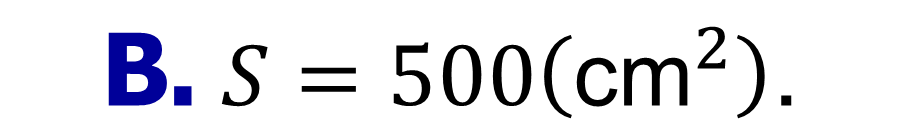 B. S = 500(cm²).